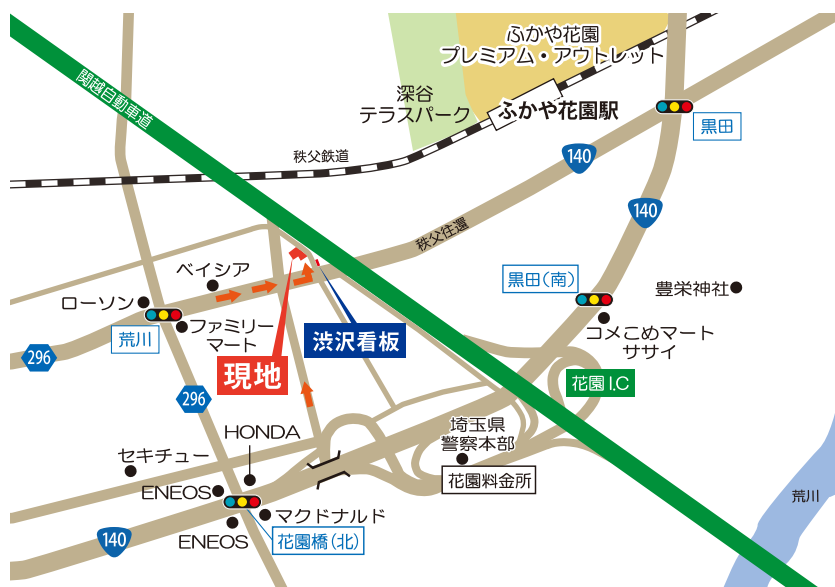 ふかや花園
プレミアム・アウトレット
関越自動車道
深谷
テラスパーク
ふかや花園駅
黒田
秩父鉄道
140
140
秩父往還
ベイシア
黒田(南)
豊栄神社
ローソン
荒川
ファミリー
マート
渋沢看板
コメこめマート
ササイ
296
現地
花園I.C
296
HONDA
埼玉県
警察本部
セキチュー
花園料金所
ENEOS
マクドナルド
荒川
140
ENEOS
花園橋(北)